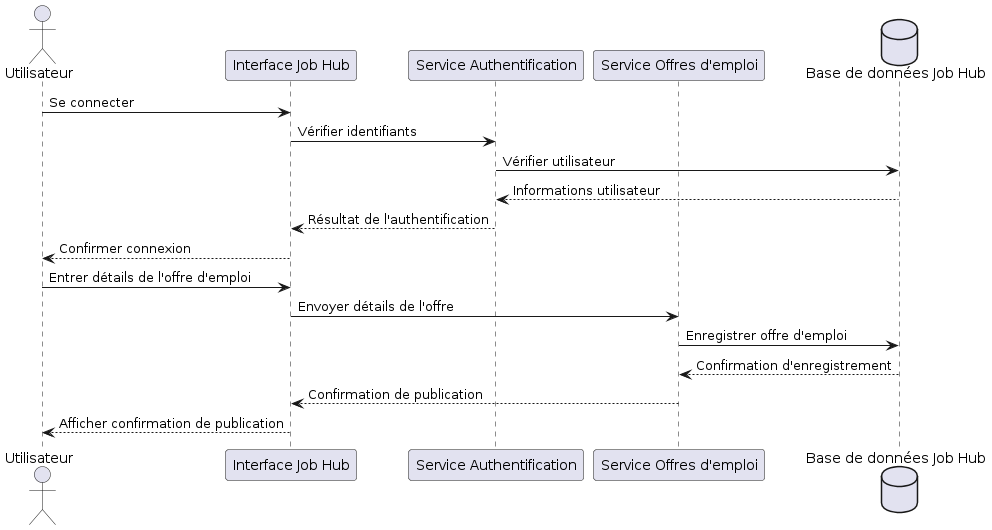 Utilisateur
Interface Job Hub
Service Authentification
Service Offres d'emploi
Base de données Job Hub
Se connecter
Vérifier identifiants
Vérifier utilisateur
Informations utilisateur
Résultat de l'authentification
Confirmer connexion
Entrer détails de l'offre d'emploi
Envoyer détails de l'offre
Enregistrer offre d'emploi
Confirmation d'enregistrement
Confirmation de publication
Afficher confirmation de publication
Utilisateur
Interface Job Hub
Service Authentification
Service Offres d'emploi
Base de données Job Hub